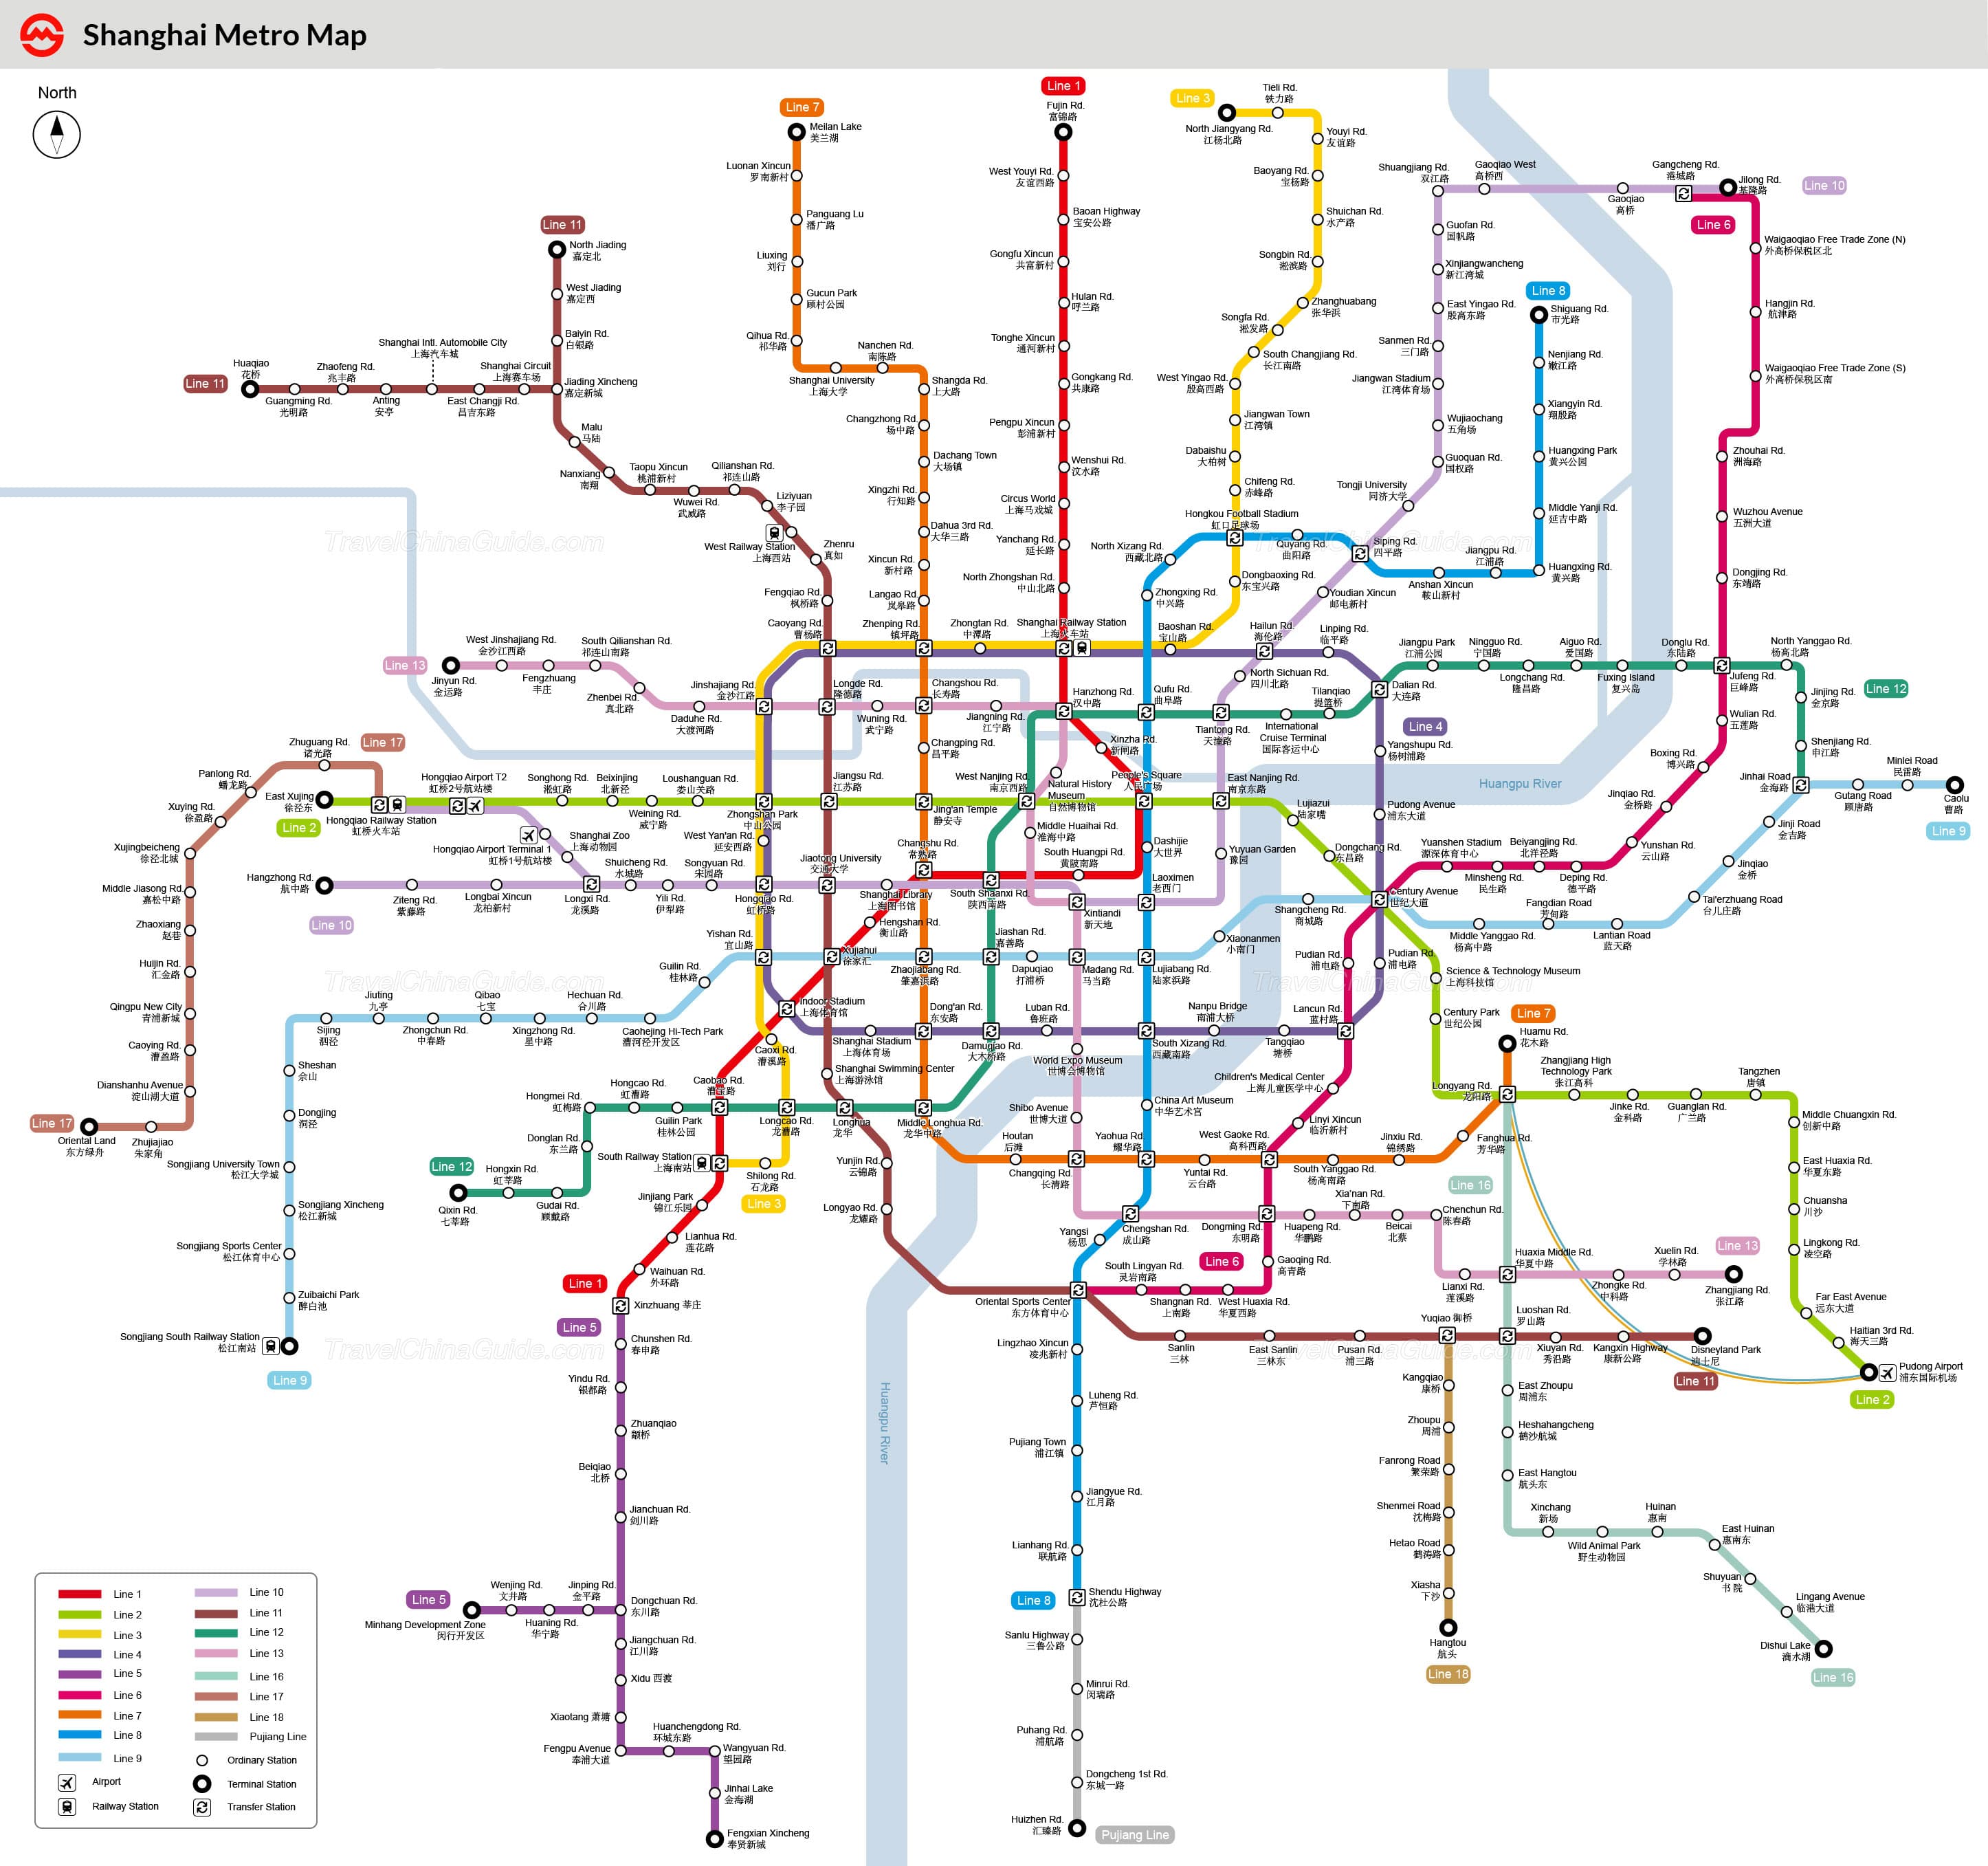 Shanghai Metro Map
North
Line 7
Meilan Lake
美兰湖
Luonan Xincun
罗南新村
Panguang Lu
潘广路
Liuxing
刘行
Gucun Park
顾村公园
Qihua Rd.
祁华路
Shanghai University
上海大学
Nanchen Rd.
南陈路
Shangda Rd.
上大路
Changzhong Rd.
场中路
Dachang Town
大场镇
Xingzhi Rd.
行知路
Dahua 3rd Rd.
大华三路
Xincun Rd.
新村路
Langao Rd.
岚皋路
Zhenping Rd.
镇坪路
Line 1
Fujin Rd.
富锦路
West Youyi Rd.
友谊西路
Baoan Highway
宝安公路
Gongfu Xincun
共富新村
Hulan Rd.
呼兰路
Tonghe Xincun
通河新村
Gongkang Rd.
共康路
Pengpu Xincun
彭浦新村
Wenshui Rd.
汶水路
Circus World
上海马戏城
Yanchang Rd.
延长路
North Zhongshan Rd.
中山北路
Shanghai Railway Station
上海火车站
Line 3
North Jiangyang Rd.
江杨北路
Tieli Rd.
铁力路
Youyi Rd.
友谊路
Baoyang Rd.
宝杨路
Shuichan Rd.
水产路
Songbin Rd.
淞滨路
Zhanghuabang
张华浜
Songfa Rd.
淞发路
South Changjiang Rd.
长江南路
West Yingao Rd.
殷高西路
Jiangwan Town
江湾镇
Dabaishu
大柏树
Chifeng Rd.
赤峰路
Hongkou Football Stadium
虹口足球场
Dongbaoxing Rd.
东宝兴路
Baoshan Rd.
宝山路
Zhongtan Rd.
中潭路
Shuangjiang Rd.
双江路
Gaoqiao West
高桥西
Gaoqiao
高桥
Gangcheng Rd.
港城路
Jilong Rd.
基隆路
Line 10
Line 6
Guofan Rd.
国帆路
Xinjiangwancheng
新江湾城
East Yingao Rd.
殷高东路
Sanmen Rd.
三门路
Jiangwan Stadium
江湾体育场
Wujiaochang
五角场
Guoquan Rd.
国权路
Tongji University
同济大学
Siping Rd.
四平路
Youdian Xincun
邮电新村
Hailun Rd.
海伦路
Linping Rd.
临平路
North Sichuan Rd.
四川北路
Line 8
Shiguang Rd.
市光路
Nenjiang Rd.
嫩江路
Xiangyin Rd.
翔殷路
Huangxing Park
黄兴公园
Middle Yanji Rd.
延吉中路
Huangxing Rd.
黄兴路
Jiangpu Rd.
江浦路
Anshan Xincun
鞍山新村
Quyang Rd.
曲阳路
North Xizang Rd.
西藏北路
Zhongxing Rd.
中兴路
Waigaoqiao Free Trade Zone (N)
外高桥保税区北
Hangjin Rd.
航津路
Waigaoqiao Free Trade Zone (S)
外高桥保税区南
Zhouhai Rd.
洲海路
Wuzhou Avenue
五洲大道
Dongjing Rd.
东靖路
Jufeng Rd.
巨峰路
Wulian Rd.
五莲路
Boxing Rd.
博兴路
Jinqiao Rd.
金桥路
Yunshan Rd.
云山路
Deping Rd.
德平路
Beiyangjing Rd.
北洋泾路
Minsheng Rd.
民生路
Yuanshen Stadium
源深体育中心
Century Avenue
世纪大道
Line 11
North Jiading
嘉定北
West Jiading
嘉定西
Baiyin Rd.
白银路
Jiading Xincheng
嘉定新城
Line 11
Huaqiao
花桥
Guangming Rd.
光明路
Zhaofeng Rd.
兆丰路
Anting
安亭
Shanghai Intl. Automobile City
上海汽车城
East Changji Rd.
昌吉东路
Shanghai Circuit
上海赛车场
Malu
马陆
Nanxiang
南翔
Taopu Xincun
桃浦新村
Wuwei Rd.
武威路
Qilianshan Rd.
祁连山路
Liziyuan
李子园
West Railway Station
上海西站
Zhenru
真如
Fengqiao Rd.
枫桥路
Caoyang Rd.
曹杨路
TravelChinaGuide.com
TravelChinaGuide.com
Line 13
Jinyun Rd.
金运路
West Jinshajiang Rd.
金沙江西路
Fengzhuang
丰庄
South Qilianshan Rd.
祁连山南路
Zhenbei Rd.
真北路
Daduhe Rd.
大渡河路
Jinshajiang Rd.
金沙江路
Longde Rd.
隆德路
Wuning Rd.
武宁路
Changshou Rd.
长寿路
Jiangning Rd.
江宁路
Hanzhong Rd.
汉中路
Qufu Rd.
曲阜路
Tiantong Rd.
天潼路
International
Cruise Terminal
国际客运中心
Tilanqiao
提篮桥
Dalian Rd.
大连路
Jiangpu Park
江浦公园
Ningguo Rd.
宁国路
Longchang Rd.
隆昌路
Aiguo Rd.
爱国路
Fuxing Island
复兴岛
Donglu Rd.
东陆路
North Yanggao Rd.
杨高北路
Jinjing Rd.
金京路
Line 12
Shenjiang Rd.
申江路
Jinhai Road
金海路
Gutang Road
顾唐路
Minlei Road
民雷路
Caolu
曹路
Line 9
Jinji Road
金吉路
Jinqiao
金桥
Tai'erzhuang Road
台儿庄路
Lantian Road
蓝天路
Fangdian Road
芳甸路
Middle Yanggao Rd.
杨高中路
Line 4
Yangshupu Rd.
杨树浦路
Pudong Avenue
浦东大道
Huangpu River
Line 17
Zhuguang Rd.
诸光路
Panlong Rd.
蟠龙路
Xuying Rd.
徐盈路
Xujingbeicheng
徐泾北城
Middle Jiasong Rd.
嘉松中路
Zhaoxiang
赵巷
Huijin Rd.
汇金路
Qingpu New City
青浦新城
Caoying Rd.
漕盈路
Dianshanhu Avenue
淀山湖大道
Zhujiajiao
朱家角
Oriental Land
东方绿舟
Line 17
East Xujing
徐泾东
Line 2
Hongqiao Railway Station
虹桥火车站
Hongqiao Airport T2
虹桥2号航站楼
Songhong Rd.
淞虹路
Beixinjing
北新泾
Weining Rd.
威宁路
Loushanguan Rd.
娄山关路
Zhongshan Park
中山公园
Jiangsu Rd.
江苏路
Jing'an Temple
静安寺
Changping Rd.
昌平路
West Nanjing Rd.
南京西路
Natural History
Museum
自然博物馆
Xinzha Rd.
新闸路
People's Square
人民广场
East Nanjing Rd.
南京东路
Lujiazui
陆家嘴
Dongchang Rd.
东昌路
Hongqiao Airport Terminal 1
虹桥1号航站楼
Shanghai Zoo
上海动物园
Hangzhong Rd.
航中路
Line 10
Ziteng Rd.
紫藤路
Longbai Xincun
龙柏新村
Longxi Rd.
龙溪路
Shuicheng Rd.
水城路
Yili Rd.
伊犁路
Songyuan Rd.
宋园路
West Yan'an Rd.
延安西路
Hongqiao Rd.
虹桥路
Jiaotong University
交通大学
Shanghai Library
上海图书馆
Changshu Rd.
常熟路
Hengshan Rd.
衡山路
South Shaanxi Rd.
陕西南路
Middle Huaihai Rd.
淮海中路
South Huangpi Rd.
黄陂南路
Dashijie
大世界
Yuyuan Garden
豫园
Laoximen
老西门
Xintiandi
新天地
Shangcheng Rd.
商城路
Xiaonanmen
小南门
Yishan Rd.
宜山路
Guilin Rd.
桂林路
Xujiahui
徐家汇
Zhaojiabang Rd.
肇嘉浜路
Jiashan Rd.
嘉善路
Dapuqiao
打浦桥
Madang Rd.
马当路
Lujiabang Rd.
陆家浜路
Pudian Rd.
浦电路
Pudian Rd.
浦电路
Science & Technology Museum
上海科技馆
TravelChinaGuide.com
TravelChinaGuide.com
Sijing
泗泾
Jiuting
九亭
Zhongchun Rd.
中春路
Qibao
七宝
Xingzhong Rd.
星中路
Hechuan Rd.
合川路
Caohejing Hi-Tech Park
漕河泾开发区
Indoor Stadium
上海体育馆
Shanghai Stadium
上海体育场
Dong'an Rd.
东安路
Damuqiao Rd.
大木桥路
Luban Rd.
鲁班路
South Xizang Rd.
西藏南路
Nanpu Bridge
南浦大桥
Tangqiao
塘桥
Lancun Rd.
蓝村路
Century Park
世纪公园
Line 7
Huamu Rd.
花木路
Caoxi Rd.
漕溪路
World Expo Museum
世博会博物馆
Shanghai Swimming Center
上海游泳馆
Children's Medical Center
上海儿童医学中心
Longyang Rd.
龙阳路
Zhangjiang High
Technology Park
张江高科
Jinke Rd.
金科路
Guanglan Rd.
广兰路
Tangzhen
唐镇
Middle Chuangxin Rd.
创新中路
East Huaxia Rd.
华夏东路
Chuansha
川沙
Lingkong Rd.
凌空路
Far East Avenue
远东大道
Haitian 3rd Rd.
海天三路
Pudong Airport
浦东国际机场
Line 2
Sheshan
佘山
Dongjing
洞泾
Songjiang University Town
松江大学城
Songjiang Xincheng
松江新城
Songjiang Sports Center
松江体育中心
Zuibaichi Park
醉白池
Songjiang South Railway Station
松江南站
Line 9
Hongmei Rd.
虹梅路
Hongcao Rd.
虹漕路
Guilin Park
桂林公园
Caobao Rd.
漕宝路
Longcao Rd.
龙漕路
Longhua
龙华
Middle Longhua Rd.
龙华中路
Donglan Rd.
东兰路
Line 12
Qixin Rd.
七莘路
Hongxin Rd.
虹莘路
Gudai Rd.
顾戴路
South Railway Station
上海南站
Shilong Rd.
石龙路
Line 3
Jinjiang Park
锦江乐园
Lianhua Rd.
莲花路
Waihuan Rd.
外环路
Line 1
Xinzhuang 莘庄
Line 5
Yunjin Rd.
云锦路
Longyao Rd.
龙耀路
Houtan
后滩
Shibo Avenue
世博大道
China Art Museum
中华艺术宫
Changqing Rd.
长清路
Yaohua Rd.
耀华路
Yuntai Rd.
云台路
West Gaoke Rd.
高科西路
Linyi Xincun
临沂新村
South Yanggao Rd.
杨高南路
Jinxiu Rd.
锦绣路
Fanghua Rd.
芳华路
Line 16
Yangsi
杨思
Chengshan Rd.
成山路
Dongming Rd.
东明路
Huapeng Rd.
华鹏路
Xia'nan Rd.
下南路
Beicai
北蔡
Chenchun Rd.
陈春路
Lianxi Rd.
莲溪路
Huaxia Middle Rd.
华夏中路
Zhongke Rd.
中科路
Xuelin Rd.
学林路
Line 13
Zhangjiang Rd.
张江路
Line 6
Gaoqing Rd.
高青路
Oriental Sports Center
东方体育中心
South Lingyan Rd.
灵岩南路
Shangnan Rd.
上南路
West Huaxia Rd.
华夏西路
Sanlin
三林
East Sanlin
三林东
Pusan Rd.
浦三路
Yuqiao 御桥
Luoshan Rd.
罗山路
Xiuyan Rd.
秀沿路
Kangxin Highway
康新公路
Disneyland Park
迪士尼
Line 11
TravelChinaGuide.com
TravelChinaGuide.com
Chunshen Rd.
春申路
Yindu Rd.
银都路
Zhuanqiao
颛桥
Beiqiao
北桥
Jianchuan Rd.
剑川路
Dongchuan Rd.
东川路
Line 5
Minhang Development Zone
闵行开发区
Wenjing Rd.
文井路
Huaning Rd.
华宁路
Jinping Rd.
金平路
Jiangchuan Rd.
江川路
Xidu 西渡
Xiaotang 萧塘
Fengpu Avenue
奉浦大道
Huanchengdong Rd.
环城东路
Wangyuan Rd.
望园路
Jinhai Lake
金海湖
Fengxian Xincheng
奉贤新城
Huangpu River
Lingzhao Xincun
凌兆新村
Luheng Rd.
芦恒路
Pujiang Town
浦江镇
Jiangyue Rd.
江月路
Lianhang Rd.
联航路
Line 8
Shendu Highway
沈杜公路
Sanlu Highway
三鲁公路
Minrui Rd.
闵瑞路
Puhang Rd.
浦航路
Dongcheng 1st Rd.
东城一路
Huizhen Rd.
汇臻路
Pujiang Line
Kangqiao
康桥
Zhoupu
周浦
Fanrong Road
繁荣路
Shenmei Road
沈梅路
Hetao Road
鹤涛路
Xiasha
下沙
Hangtou
航头
Line 18
East Zhoupu
周浦东
Heshahangcheng
鹤沙航城
East Hangtou
航头东
Xinchang
新场
Wild Animal Park
野生动物园
Huinan
惠南
East Huinan
惠南东
Shuyuan
书院
Lingang Avenue
临港大道
Dishui Lake
滴水湖
Line 16
Line 1
Line 2
Line 3
Line 4
Line 5
Line 6
Line 7
Line 8
Line 9
Airport
Railway Station
Line 10
Line 11
Line 12
Line 13
Line 16
Line 17
Line 18
Pujiang Line
Ordinary Station
Terminal Station
Transfer Station